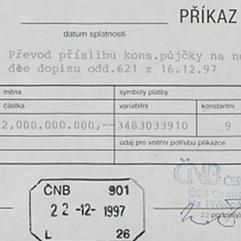 PŘÍKAZ
datum splatnosti
Převod příslibu kons.půjčky na
dle dopisu odd.621 z 16.12.97
měna symboly platby
částka variabilní konstantní
2,000.000.000,-- 3483033910 9
údaj pro vnitřní potřebu příkazce
ČNB 901
22 -12- 1997
L 26
ČNB